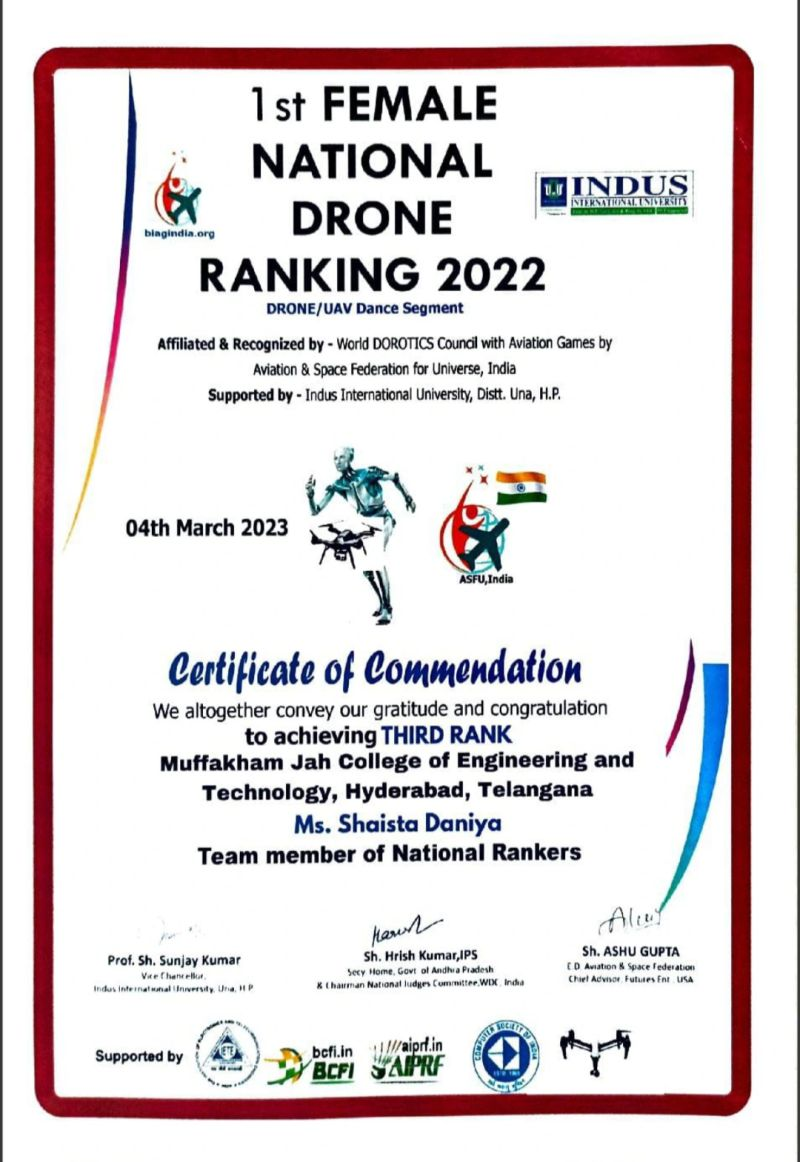 1st FEMALE
NATIONAL
DRONE
RANKING 2022
DRONE/UAV Dance Segment
biagindia.org
INDUS
INTERNATIONAL UNIVERSITY
Affiliated & Recognized by - World DOROTICS Council with Aviation Games by
Aviation & Space Federation for Universe, India
Supported by - Indus International University, Distt. Una, H.P.
04th March 2023
ASFU,India
Certificate of Commendation
We altogether convey our gratitude and congratulation
to achieving THIRD RANK
Muffakham Jah College of Engineering and
Technology, Hyderabad, Telangana
Ms. Shaista Daniya
Team member of National Rankers
Prof. Sh. Sunjay Kumar
Vice Chancellor,
Indus International University, Una, H.P
Sh. Hrish Kumar,IPS
Secy Home, Govt of Andhra Pradesh
& Chairman National Judges Committee,WDC, India
Sh. ASHU GUPTA
E.D. Aviation & Space Federation
Chief Advisor, Futures Ent, USA
Supported by
IETE
bcfi.in
BCFI
aiprf.in
AIPRF
COMPUTER SOCIETY OF INDIA
ESTD 1965